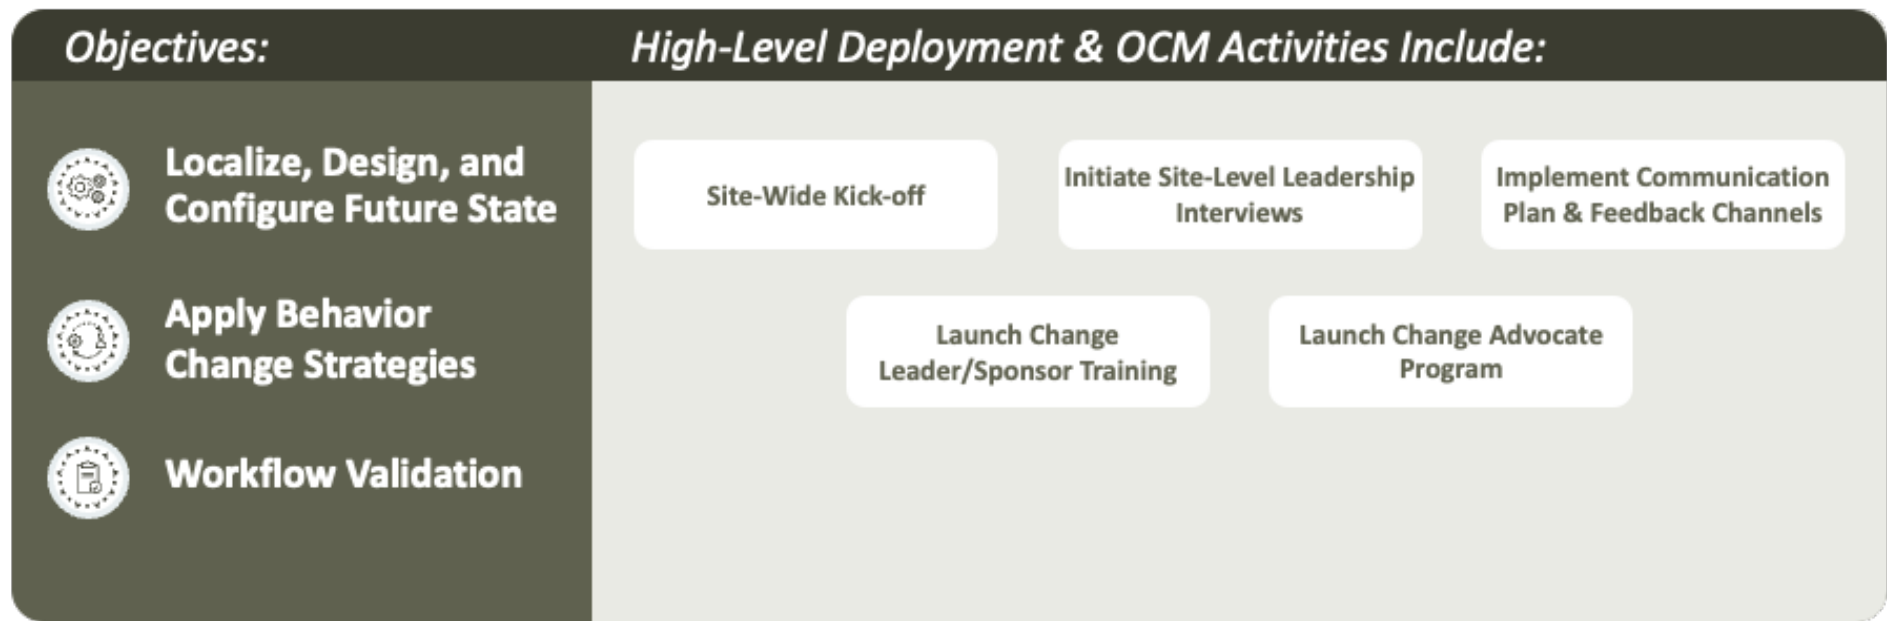 Objectives:
High-Level Deployment & OCM Activities Include:
Localize, Design, and
Configure Future State
Apply Behavior
Change Strategies
Workflow Validation
Site-Wide Kick-off
Initiate Site-Level Leadership
Interviews
Implement Communication
Plan & Feedback Channels
Launch Change
Leader/Sponsor Training
Launch Change Advocate
Program